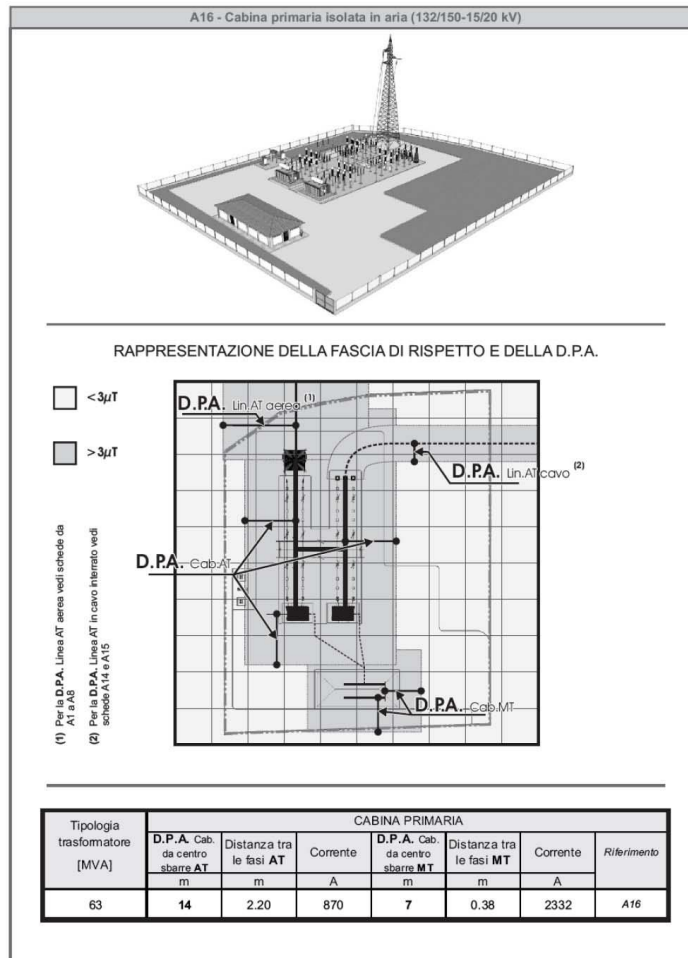 A16 - Cabina primaria isolata in aria (132/150-15/20 kV)
RAPPRESENTAZIONE DELLA FASCIA DI RISPETTO E DELLA D.P.A.
<3µT
>3µT
D.P.A. Lin.AT aerea (1)
D.P.A. Lin.AT cavo (2)
D.P.A. Cab.AT
D.P.A. Cab.MT
(1) Per la D.P.A. Linea AT aerea vedi schede da
A1 a A8
(2) Per la D.P.A. Linea AT in cavo interrato vedi
schede A14 e A15
Tipologia
trasformatore
[MVA]
CABINA PRIMARIA
D.P.A. Cab.
da centro
sbarre AT
Distanza tra
le fasi AT
Corrente
D.P.A. Cab.
da centro
sbarre MT
Distanza tra
le fasi MT
Corrente
Riferimento
m m A m m A
63 14 2.20 870 7 0.38 2332 A16